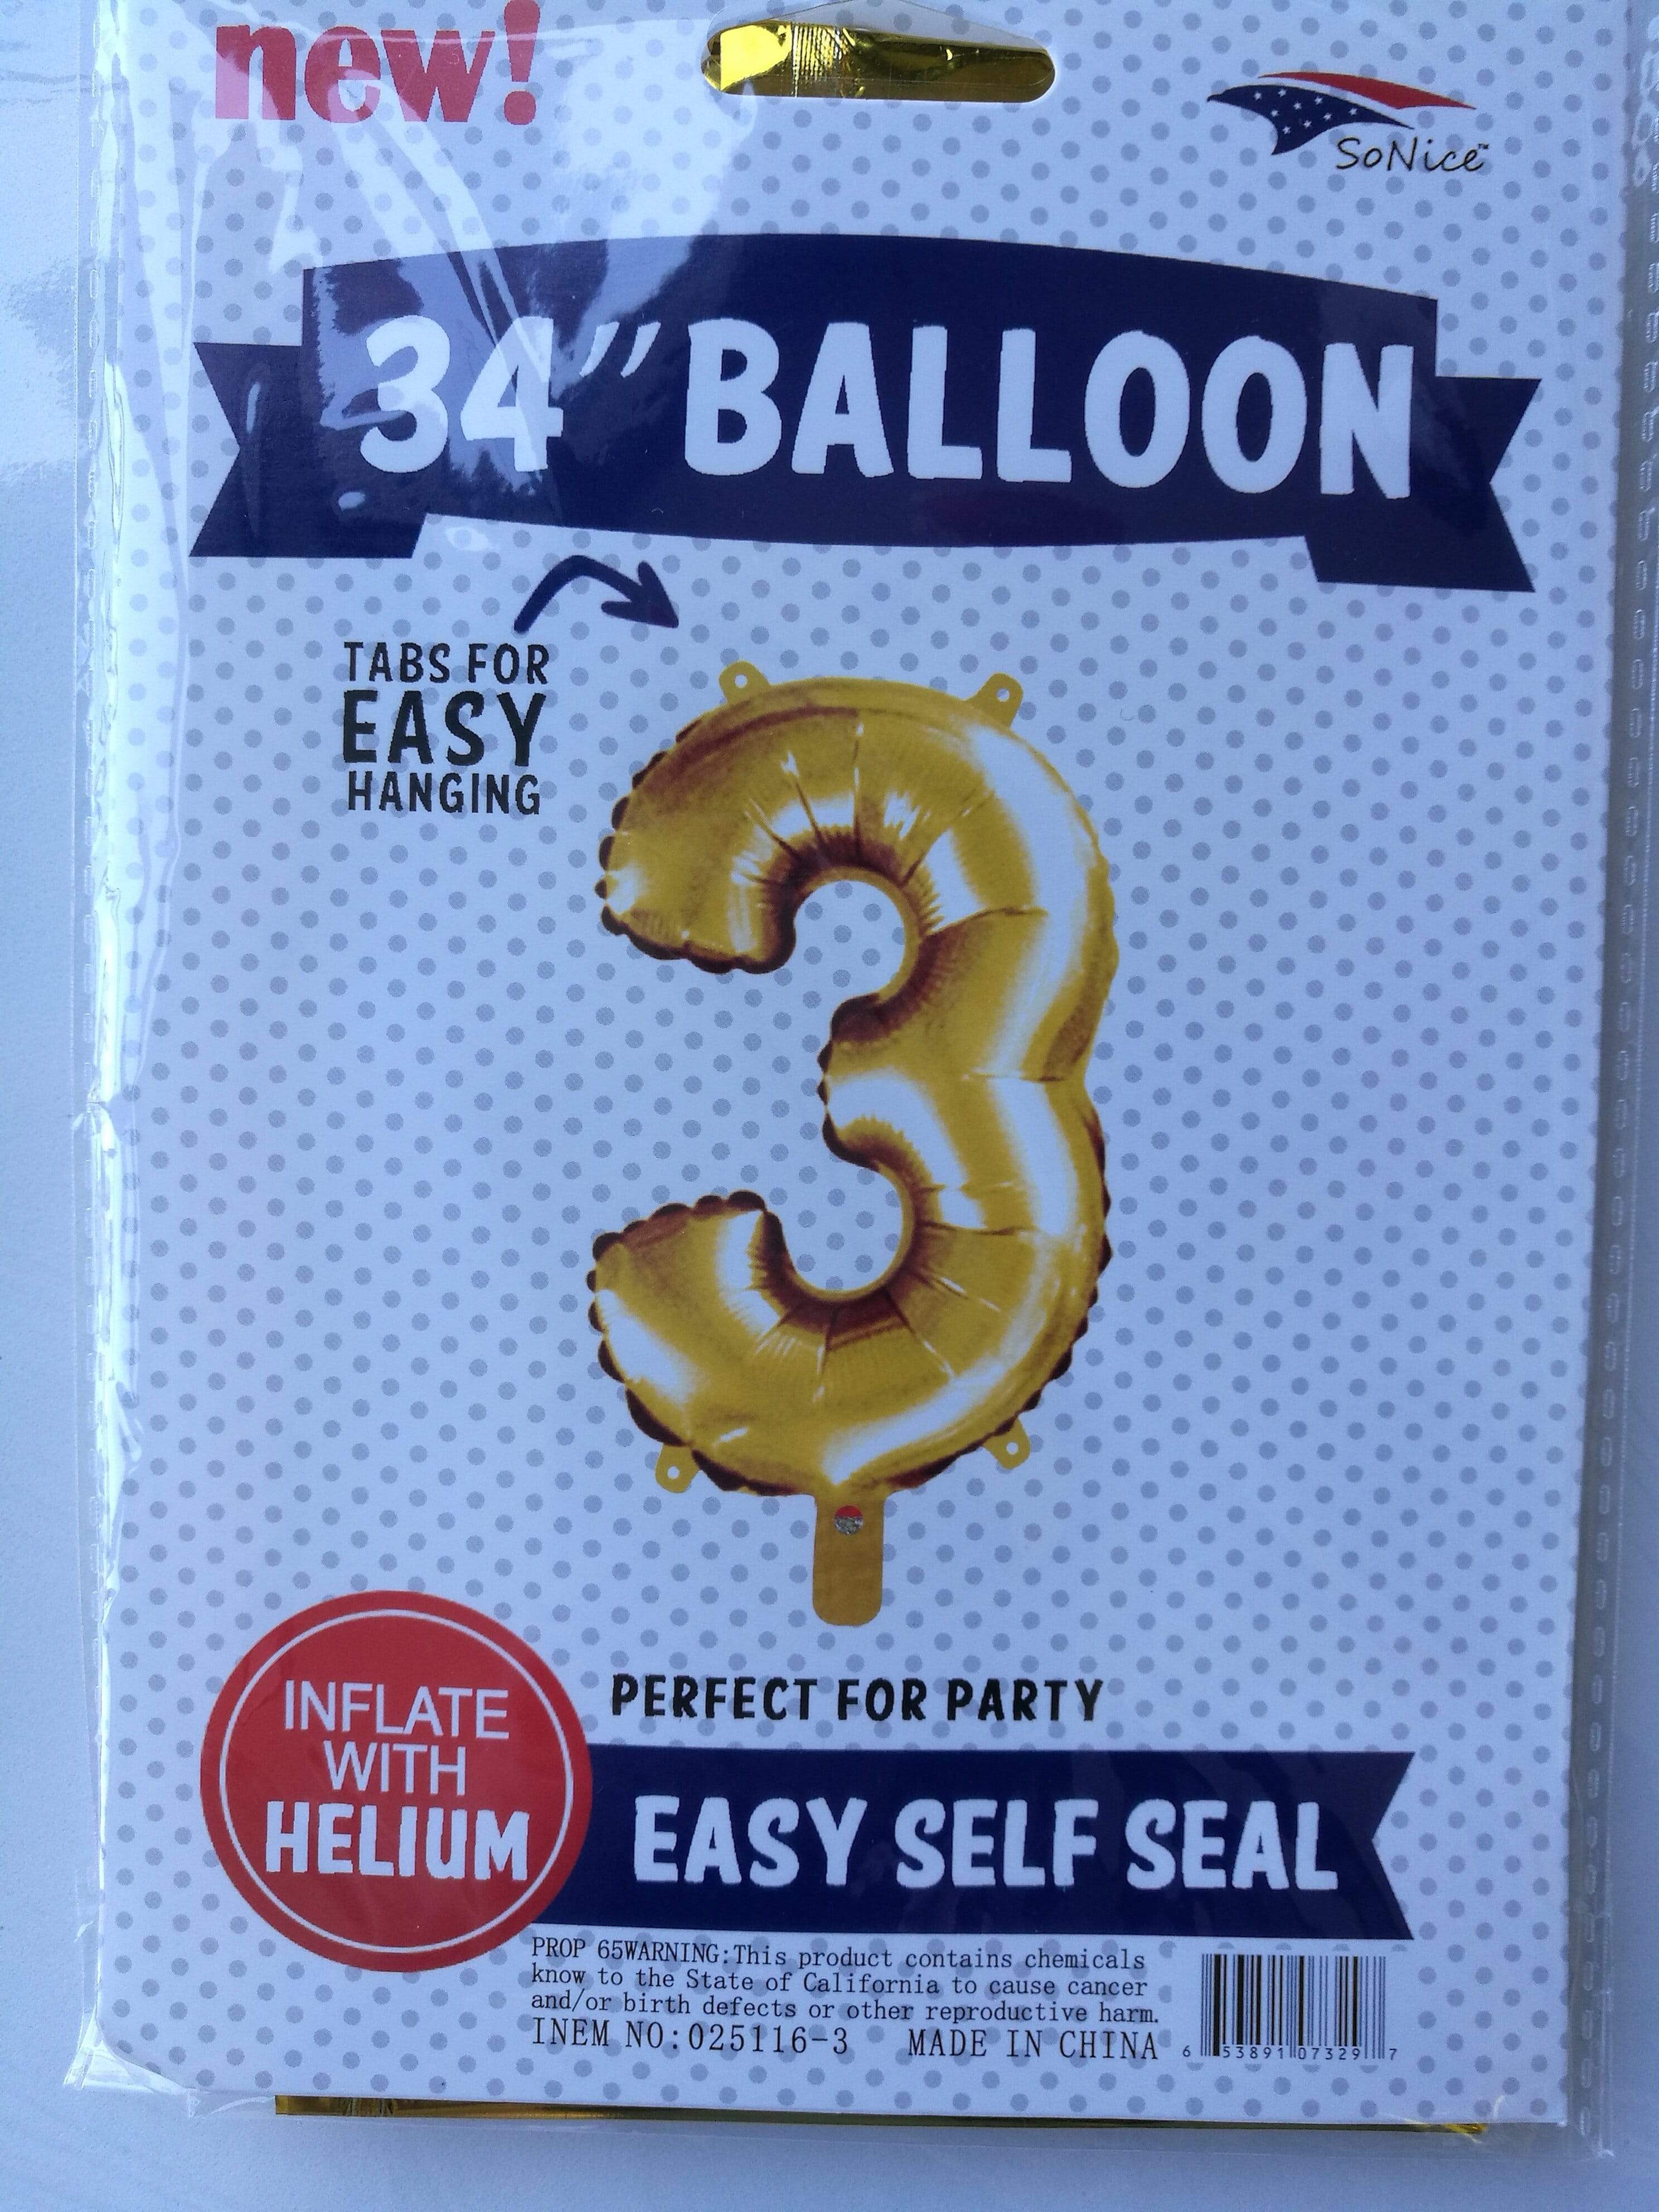 new!
SoNice™
34" BALLOON
TABS FOR
EASY
HANGING
PERFECT FOR PARTY
INFLATE
WITH
HELIUM
EASY SELF SEAL
PROP 65WARNING:This product contains chemicals
know to the State of California to cause cancer
and/or birth defects or other reproductive harm.
INEM NO:025116-3 MADE IN CHINA
6 53891 07329 7